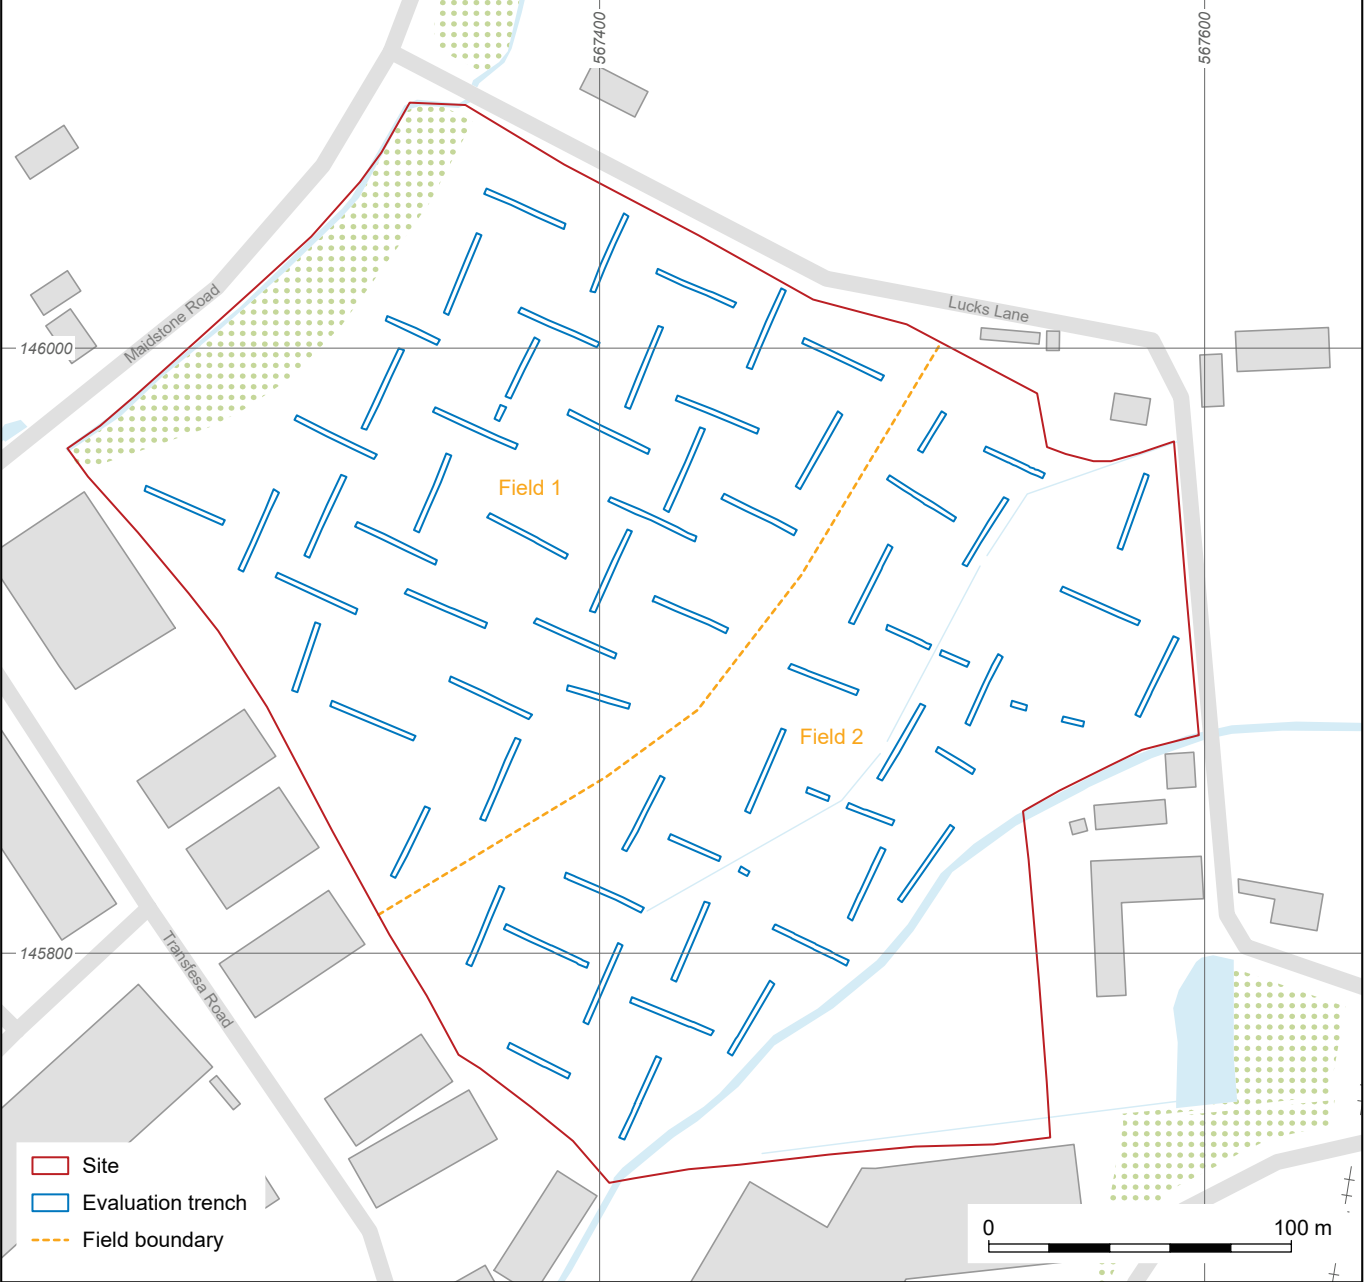 567400
567600
Lucks Lane
Maidstone Road
146000
Field 1
Field 2
145800
Transfesa Road
Site
Evaluation trench
Field boundary
0
100 m